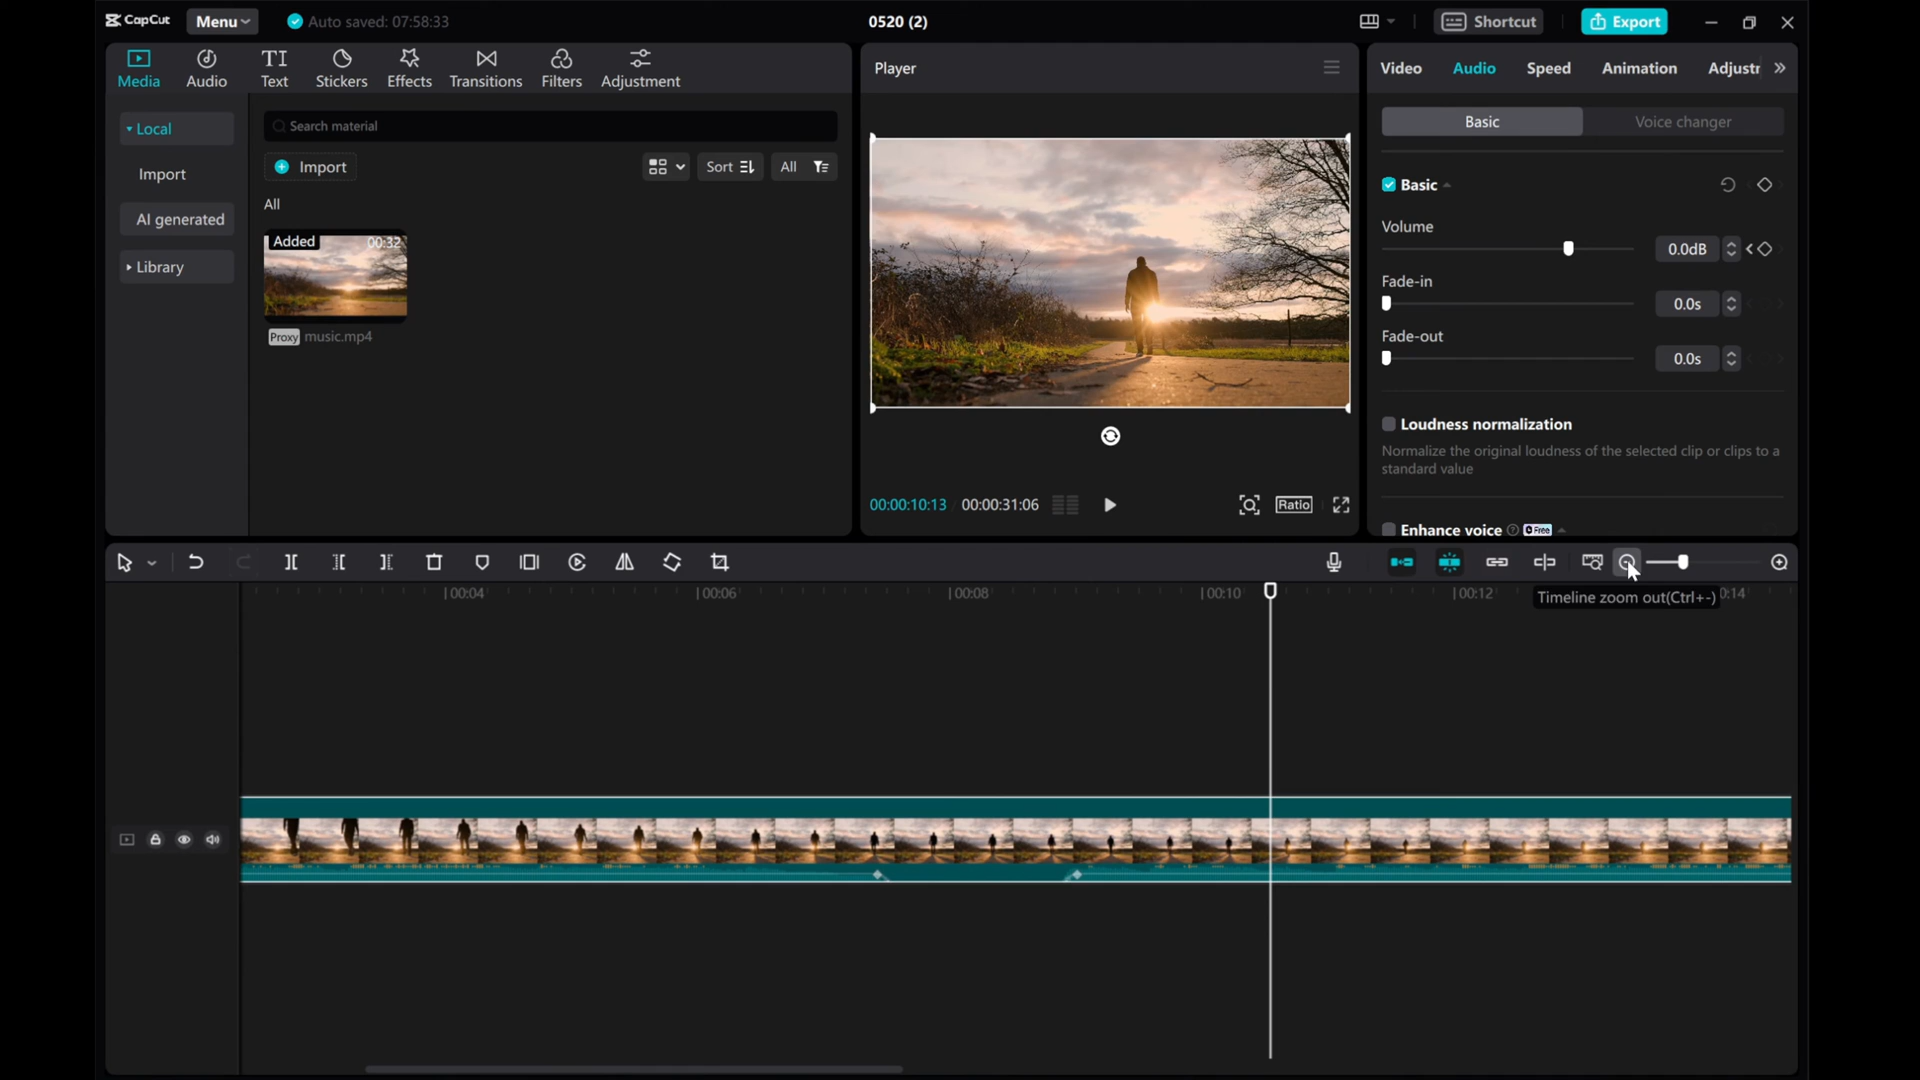 CapCut
Menu
Auto saved: 07:58:33
0520 (2)
Shortcut
Export
Media
Audio
Text
Stickers
Effects
Transitions
Filters
Adjustment
Local
Import
AI generated
Library
Search material
Import
Sort
All
All
Added
00:32
Proxy music.mp4
Player
00:00:10:13 / 00:00:31:06
Ratio
Video
Audio
Speed
Animation
Adjustr
Basic
Voice changer
Basic
Volume
0.0dB
Fade-in
0.0s
Fade-out
0.0s
Loudness normalization
Normalize the original loudness of the selected clip or clips to a
standard value
Enhance voice
Free
00:04
00:06
00:08
00:10
00:12
0:14
Timeline zoom out(Ctrl+-)